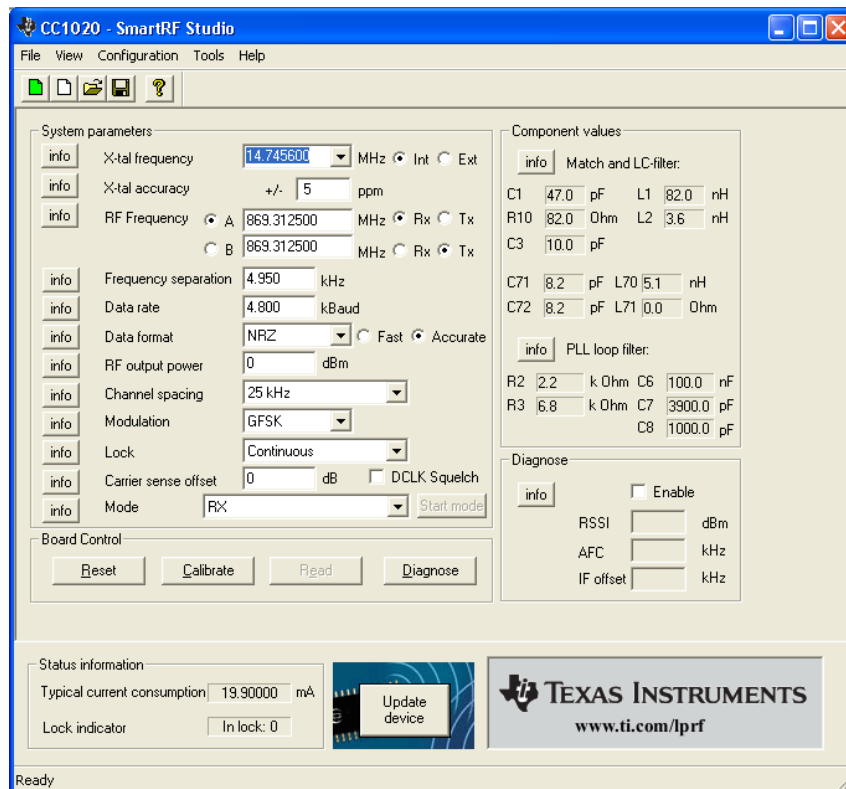 CC1020 - SmartRF Studio
File View Configuration Tools Help
System parameters
info X-tal frequency 14.745600 MHz Int Ext
info X-tal accuracy +/- 5 ppm
info RF Frequency A 869.312500 MHz Rx Tx
B 869.312500 MHz Rx Tx
info Frequency separation 4.950 kHz
info Data rate 4.800 kBaud
info Data format NRZ Fast Accurate
info RF output power 0 dBm
info Channel spacing 25 kHz
info Modulation GFSK
info Lock Continuous
info Carrier sense offset 0 dB DCLK Squelch
info Mode RX Start mode
Board Control
Reset Calibrate Read Diagnose
Component values
info Match and LC-filter:
C1 47.0 pF L1 82.0 nH
R10 82.0 Ohm L2 3.6 nH
C3 10.0 pF
C71 8.2 pF L70 5.1 nH
C72 8.2 pF L71 0.0 Ohm
info PLL loop filter:
R2 2.2 k Ohm C6 100.0 nF
R3 6.8 k Ohm C7 3900.0 pF
C8 1000.0 pF
Diagnose
info Enable
RSSI dBm
AFC kHz
IF offset kHz
Status information
Typical current consumption 19.90000 mA
Lock indicator In lock: 0
Update device
TEXAS INSTRUMENTS
www.ti.com/lprf
Ready